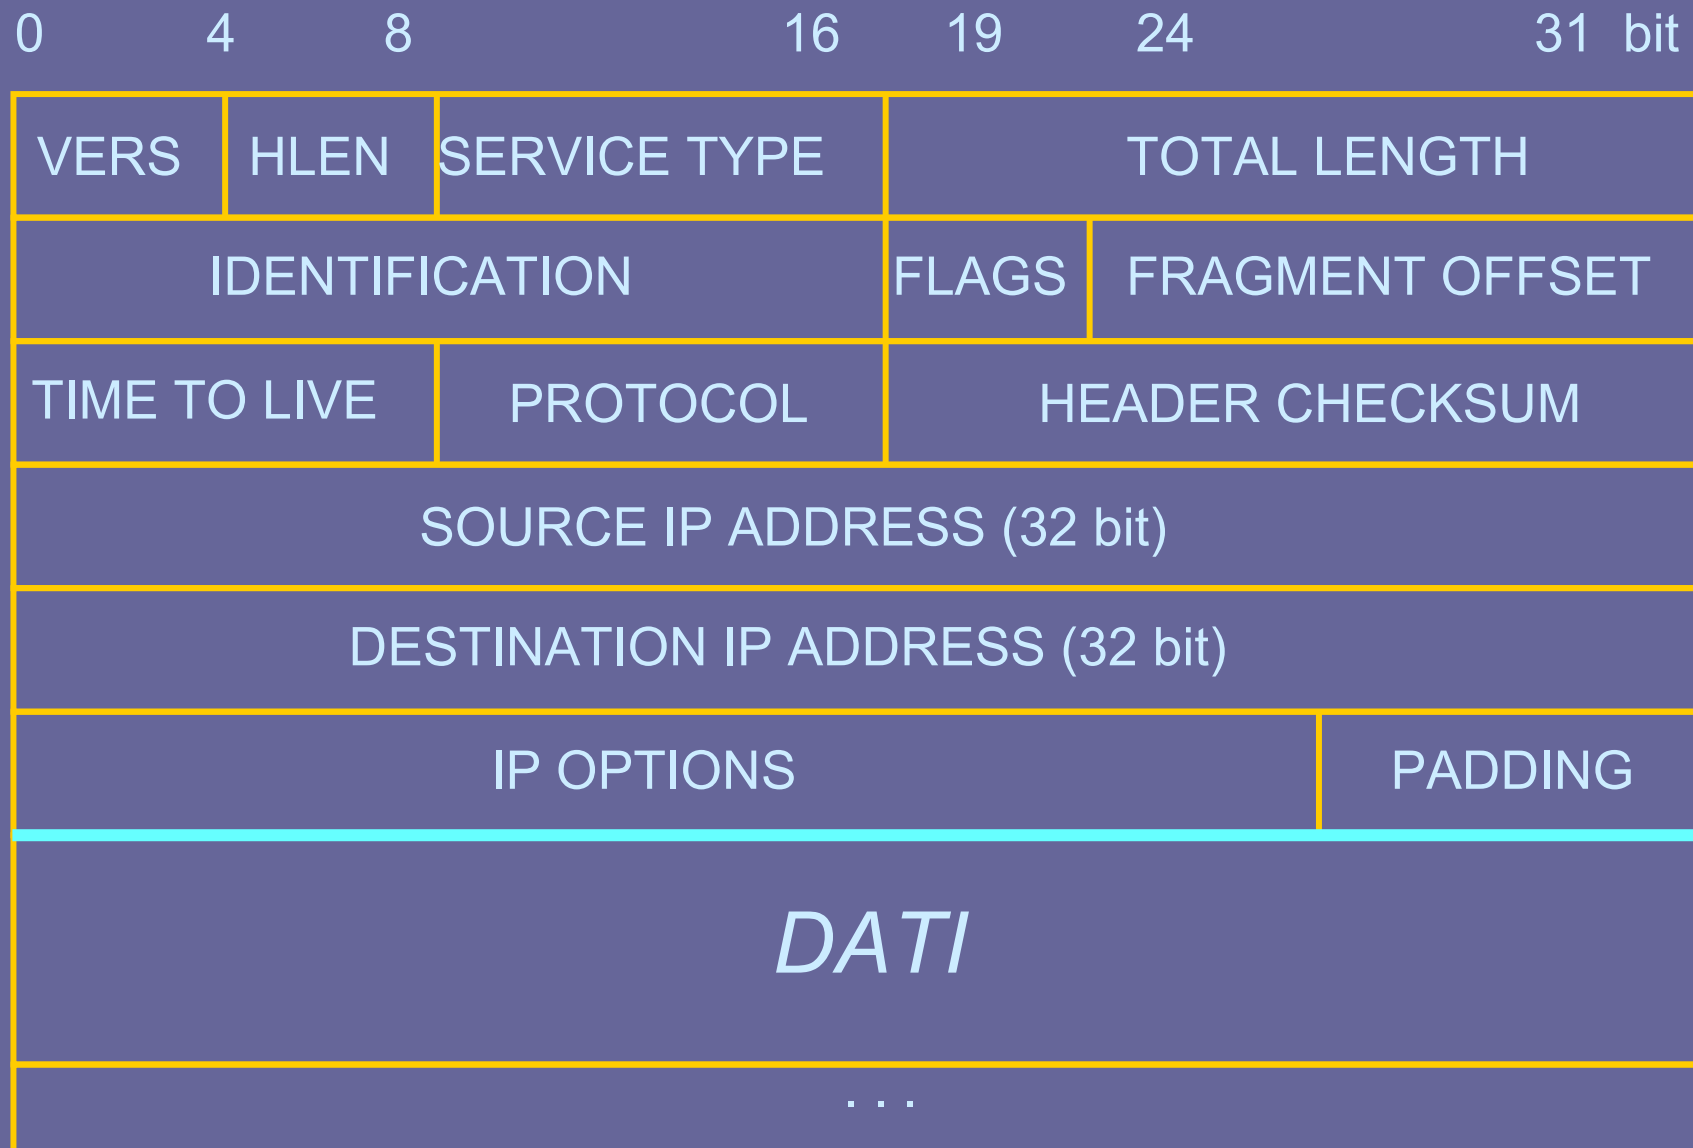 0 4 8 16 19 24 31 bit
VERS HLEN SERVICE TYPE TOTAL LENGTH
IDENTIFICATION FLAGS FRAGMENT OFFSET
TIME TO LIVE PROTOCOL HEADER CHECKSUM
SOURCE IP ADDRESS (32 bit)
DESTINATION IP ADDRESS (32 bit)
IP OPTIONS PADDING
DATI
. . .